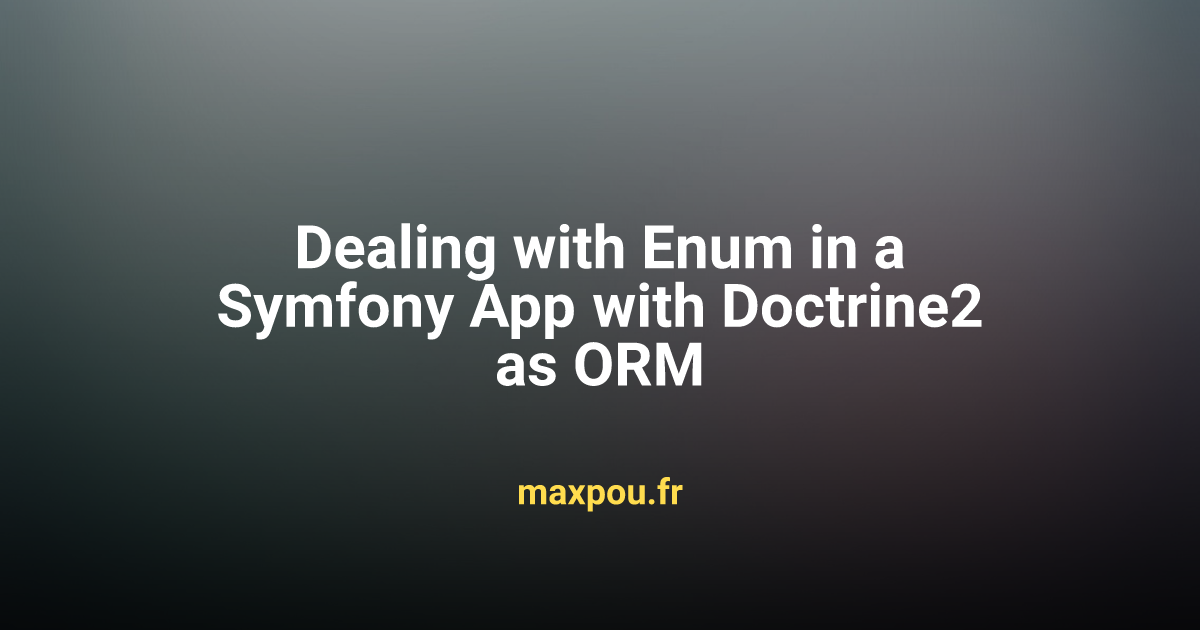 Dealing with Enum in a
Symfony App with Doctrine2
as ORM
maxpou.fr